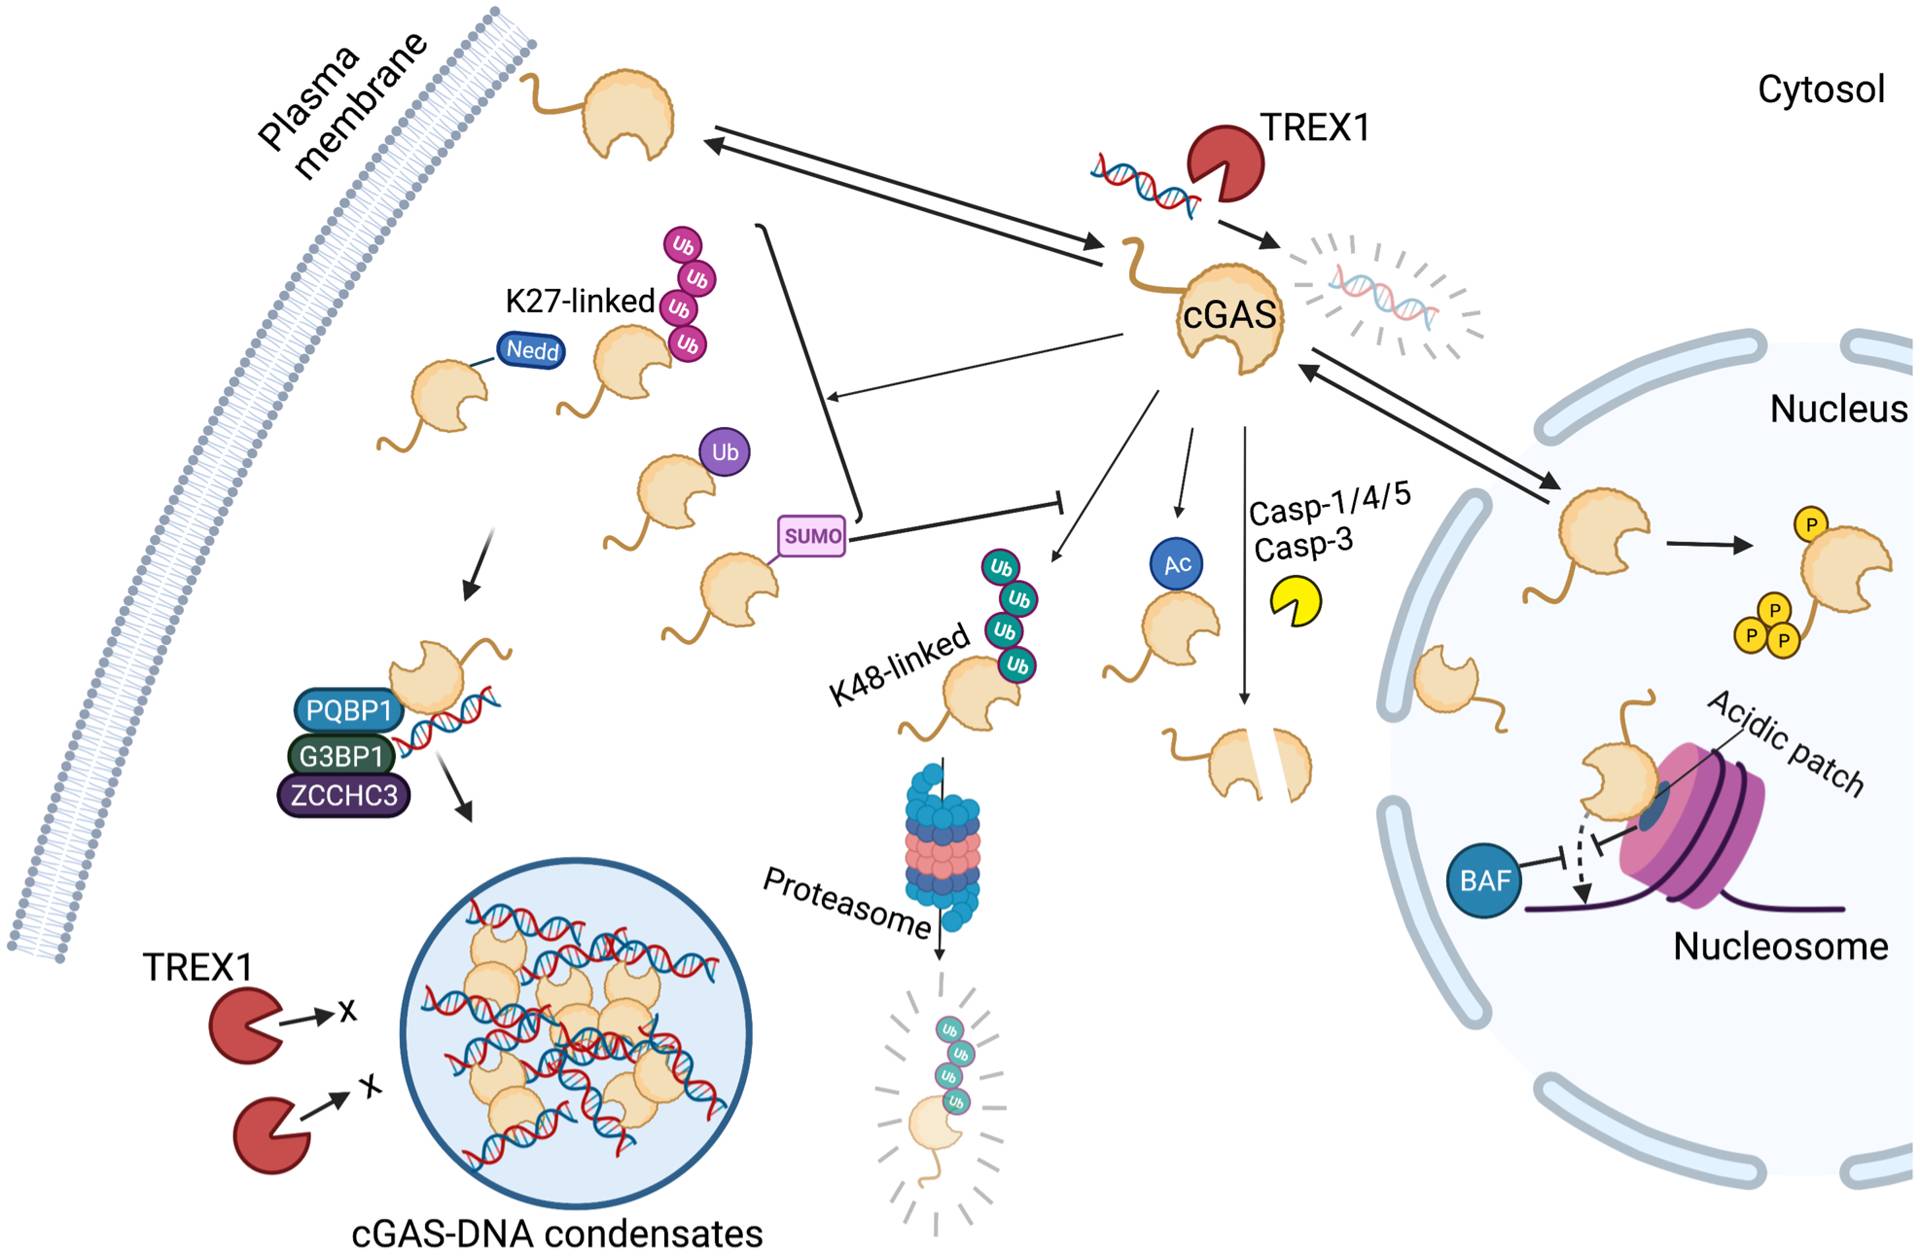 Plasma
membrane
Cytosol
TREX1
cGAS
Ub
Ub
Ub
Ub
K27-linked
Nedd
Ub
SUMO
Nucleus
Casp-1/4/5
Casp-3
P
P
P
P
Ac
Ub
Ub
Ub
Ub
K48-linked
PQBP1
G3BP1
ZCCHC3
Acidic patch
BAF
Nucleosome
Proteasome
TREX1
X
X
Ub
Ub
Ub
Ub
cGAS-DNA condensates